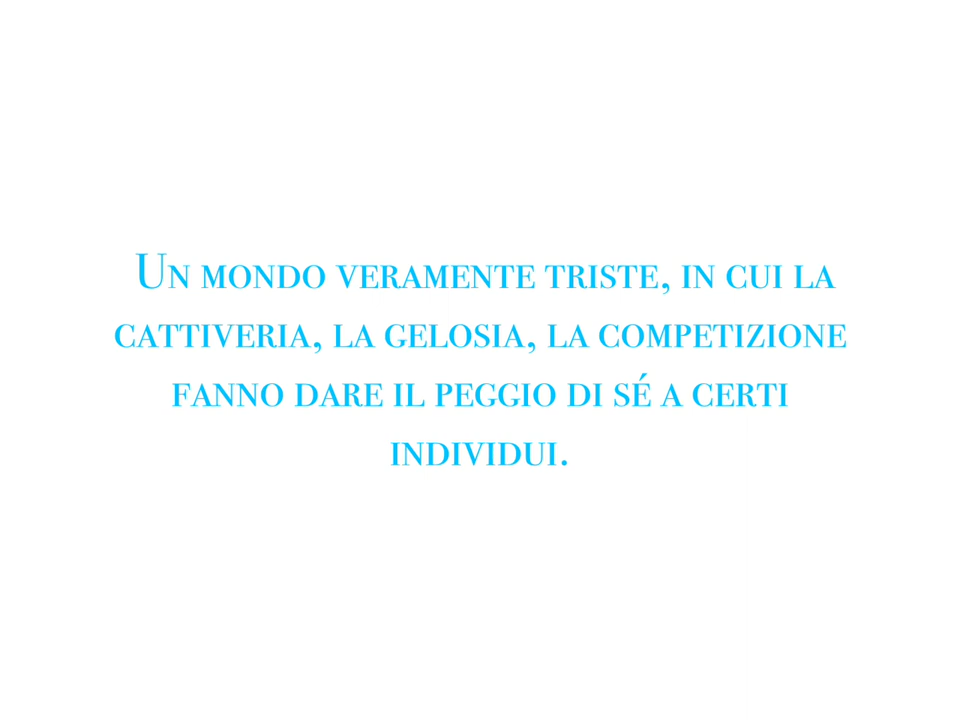 Un mondo veramente triste, in cui la
cattiveria, la gelosia, la competizione
fanno dare il peggio di sé a certi
individui.